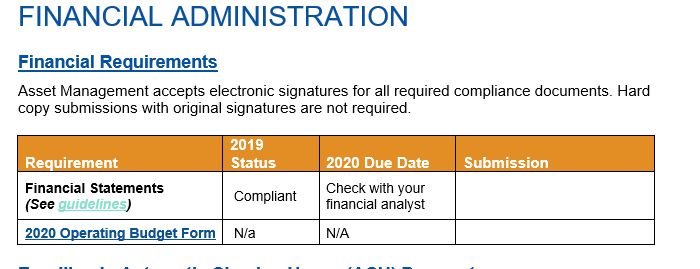 FINANCIAL ADMINISTRATION
Financial Requirements
Asset Management accepts electronic signatures for all required compliance documents. Hard
copy submissions with original signatures are not required.
Requirement 2019 Status 2020 Due Date Submission
Financial Statements
(See guidelines) Compliant Check with your
financial analyst
2020 Operating Budget Form N/a N/A